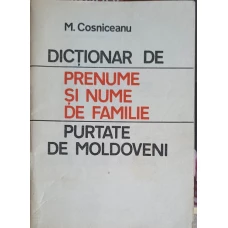 M. Cosniceanu
DICȚIONAR DE
PRENUME
ȘI NUME
DE FAMILIE
PURTATE
DE MOLDOVENI